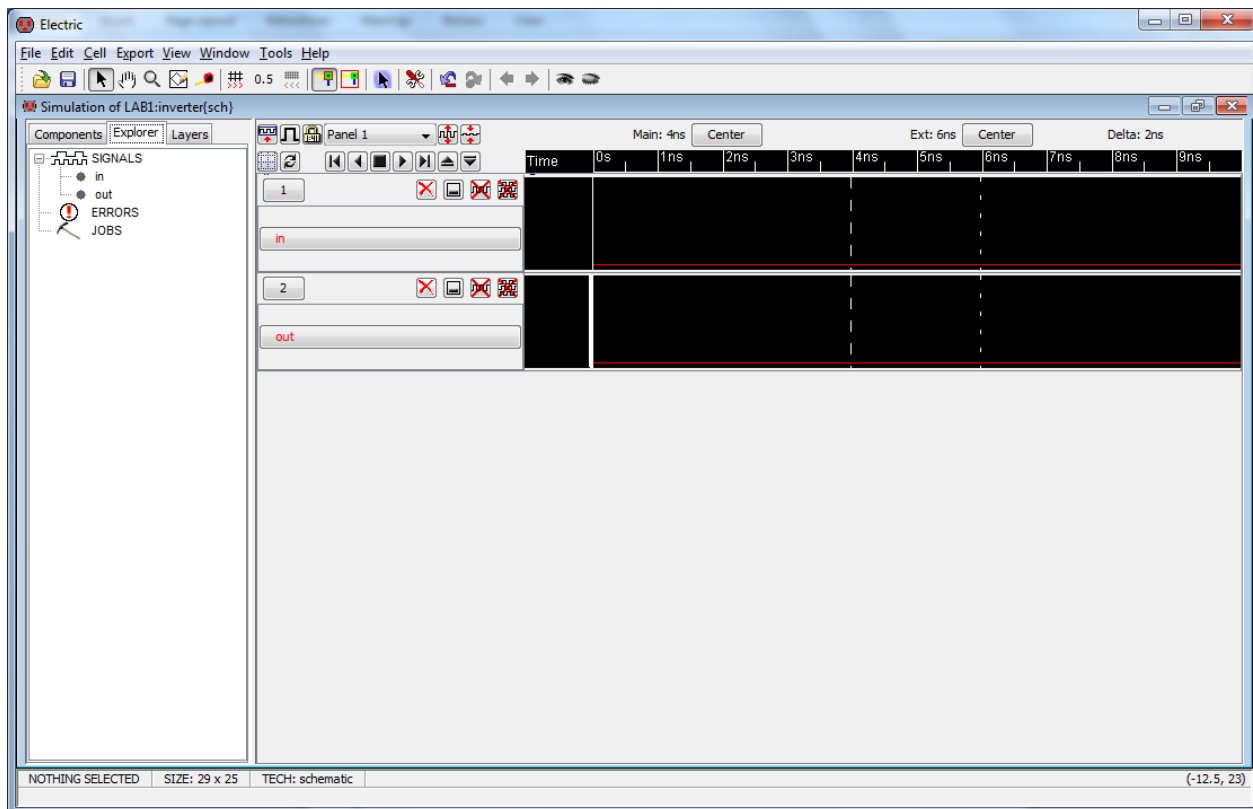 Electric
File Edit Cell Export View Window Tools Help
0.5
Simulation of LAB1:inverter{sch}
Components Explorer Layers
Panel 1
Main: 4ns Center Ext: 6ns Center Delta: 2ns
SIGNALS
in
out
ERRORS
JOBS
Time 0s 1ns 2ns 3ns 4ns 5ns 6ns 7ns 8ns 9ns
1
in
2
out
NOTHING SELECTED SIZE: 29 x 25 TECH: schematic (-12.5, 23)